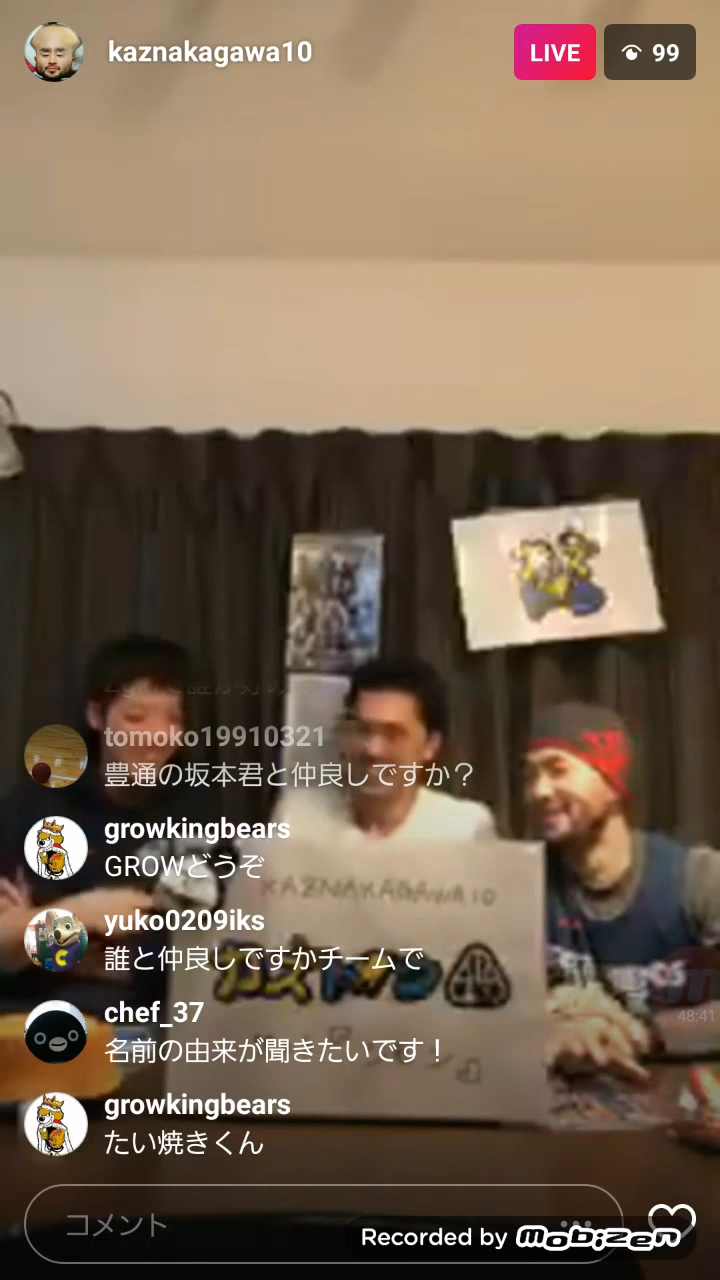 kaznakagawa10
LIVE
99
tomoko19910321
豊通の坂本君と仲良しですか？
growkingbears
GROWどうぞ
KAZNAKAGAWA10
yuko0209iks
誰と仲良しですかチームで
chef_37
48:41
名前の由来が聞きたいです！
growkingbears
たい焼きくん
コメント
Recorded by mobizen